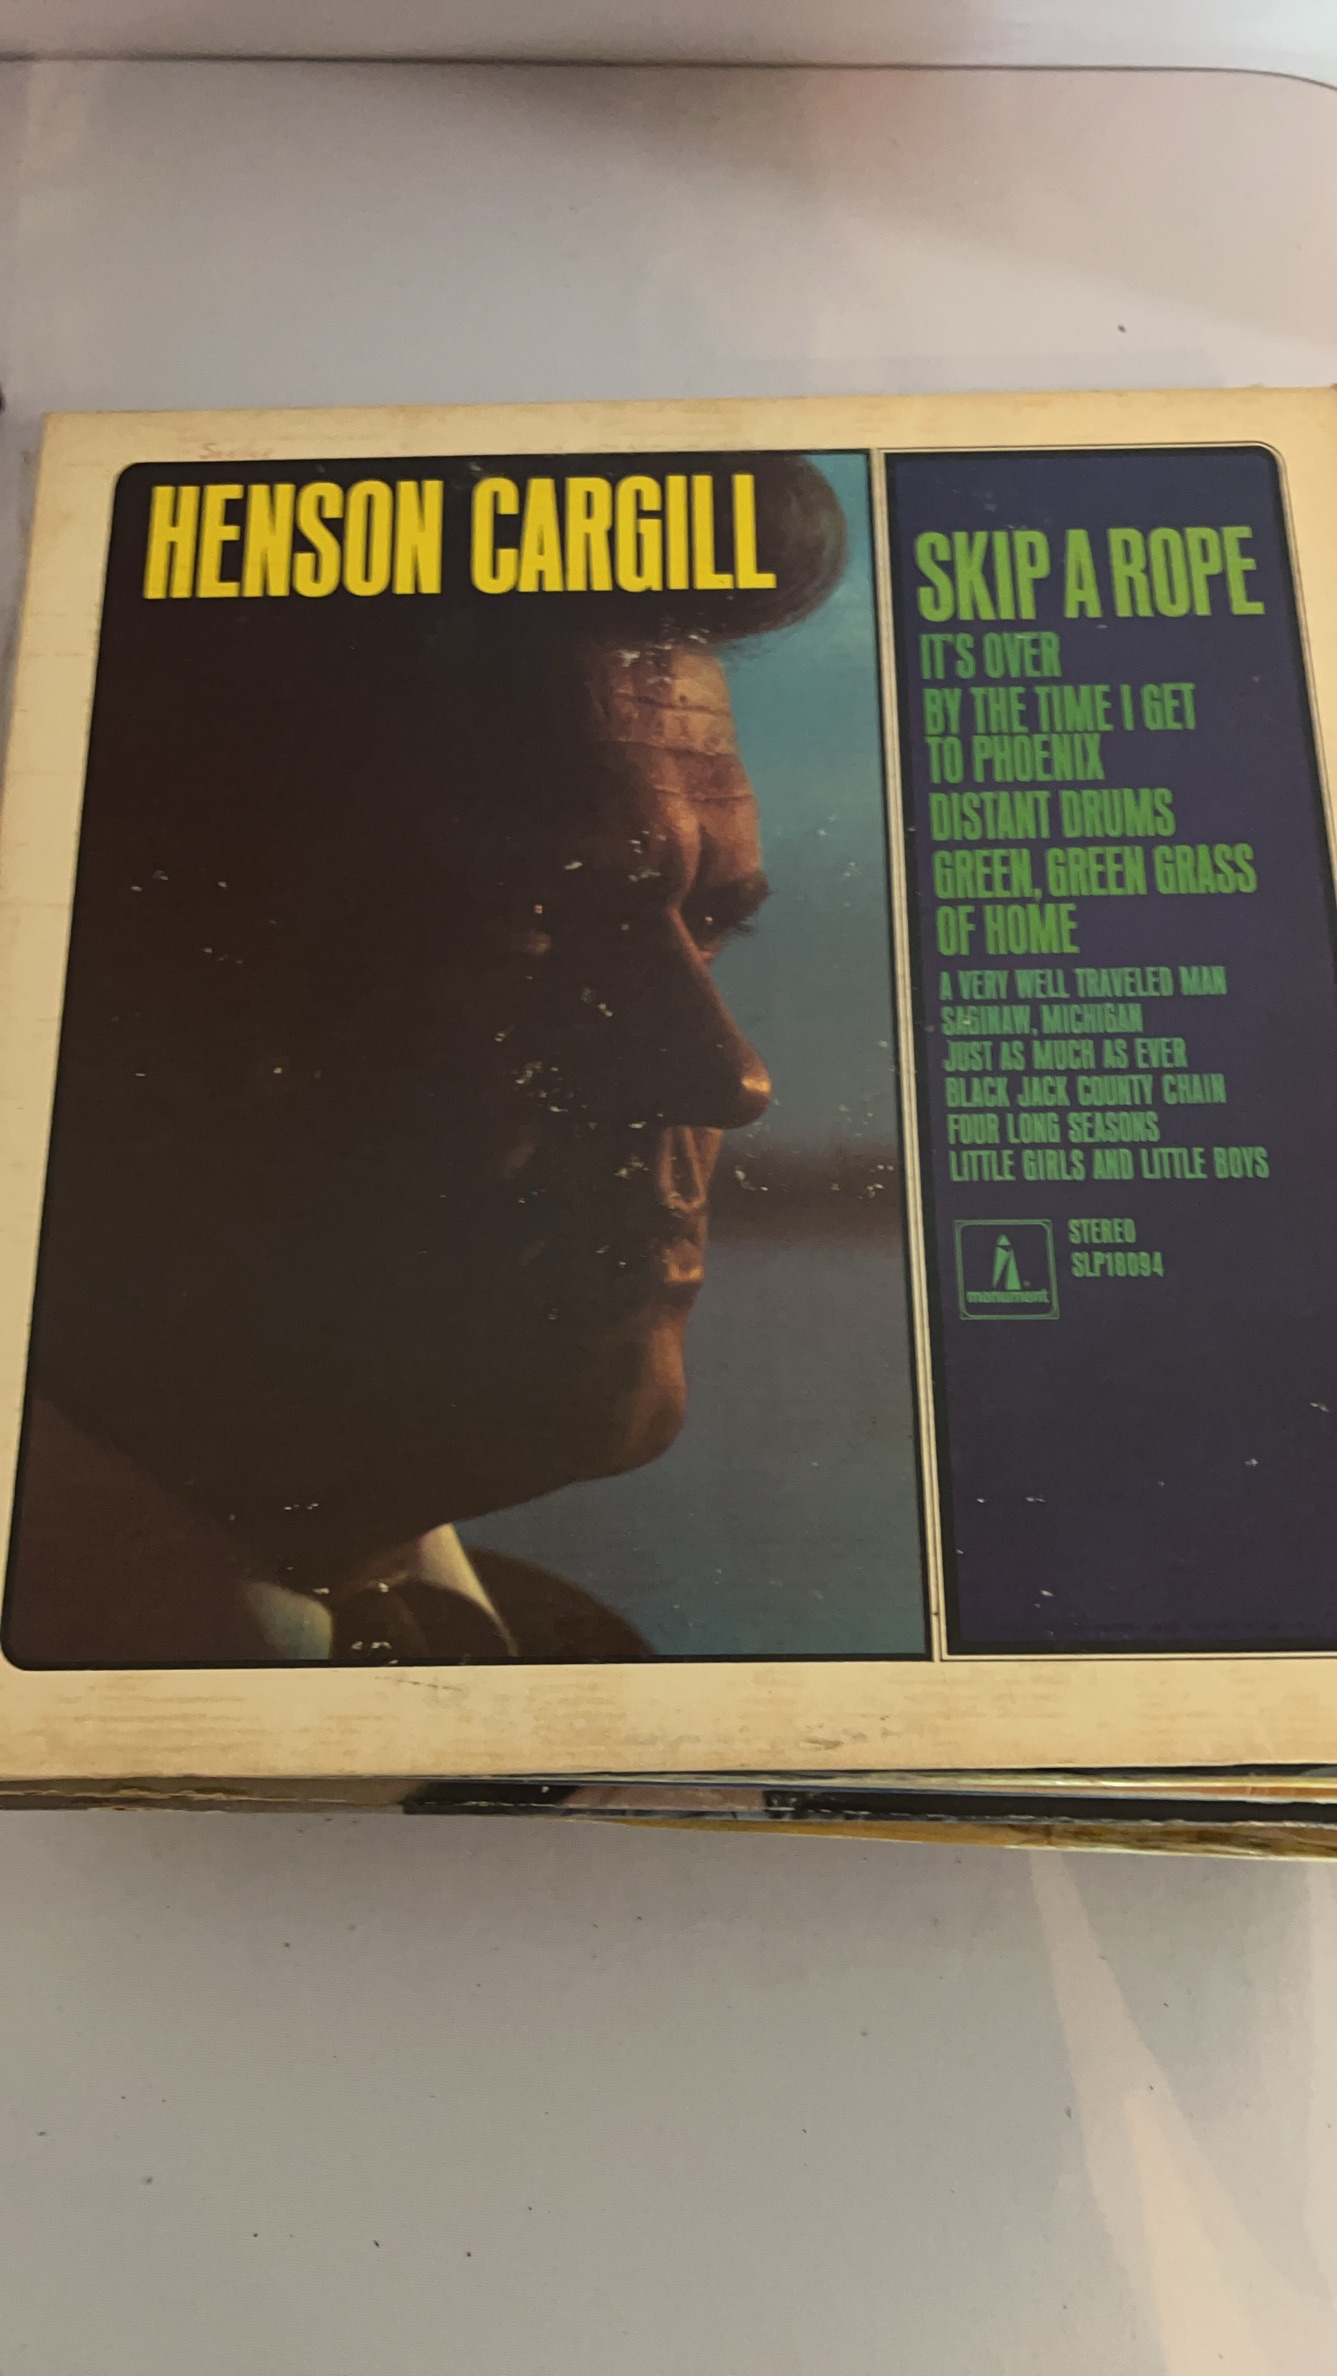 HENSON CARGILL
SKIP A ROPE
IT'S OVER
BY THE TIME I GET
TO PHOENIX
DISTANT DRUMS
GREEN, GREEN GRASS
OF HOME
A VERY WELL TRAVELED MAN
SAGINAW, MICHIGAN
JUST AS MUCH AS EVER
BLACK JACK COUNTY CHAIN
FOUR LONG SEASONS
LITTLE GIRLS AND LITTLE BOYS
monument
STEREO
SLP18094